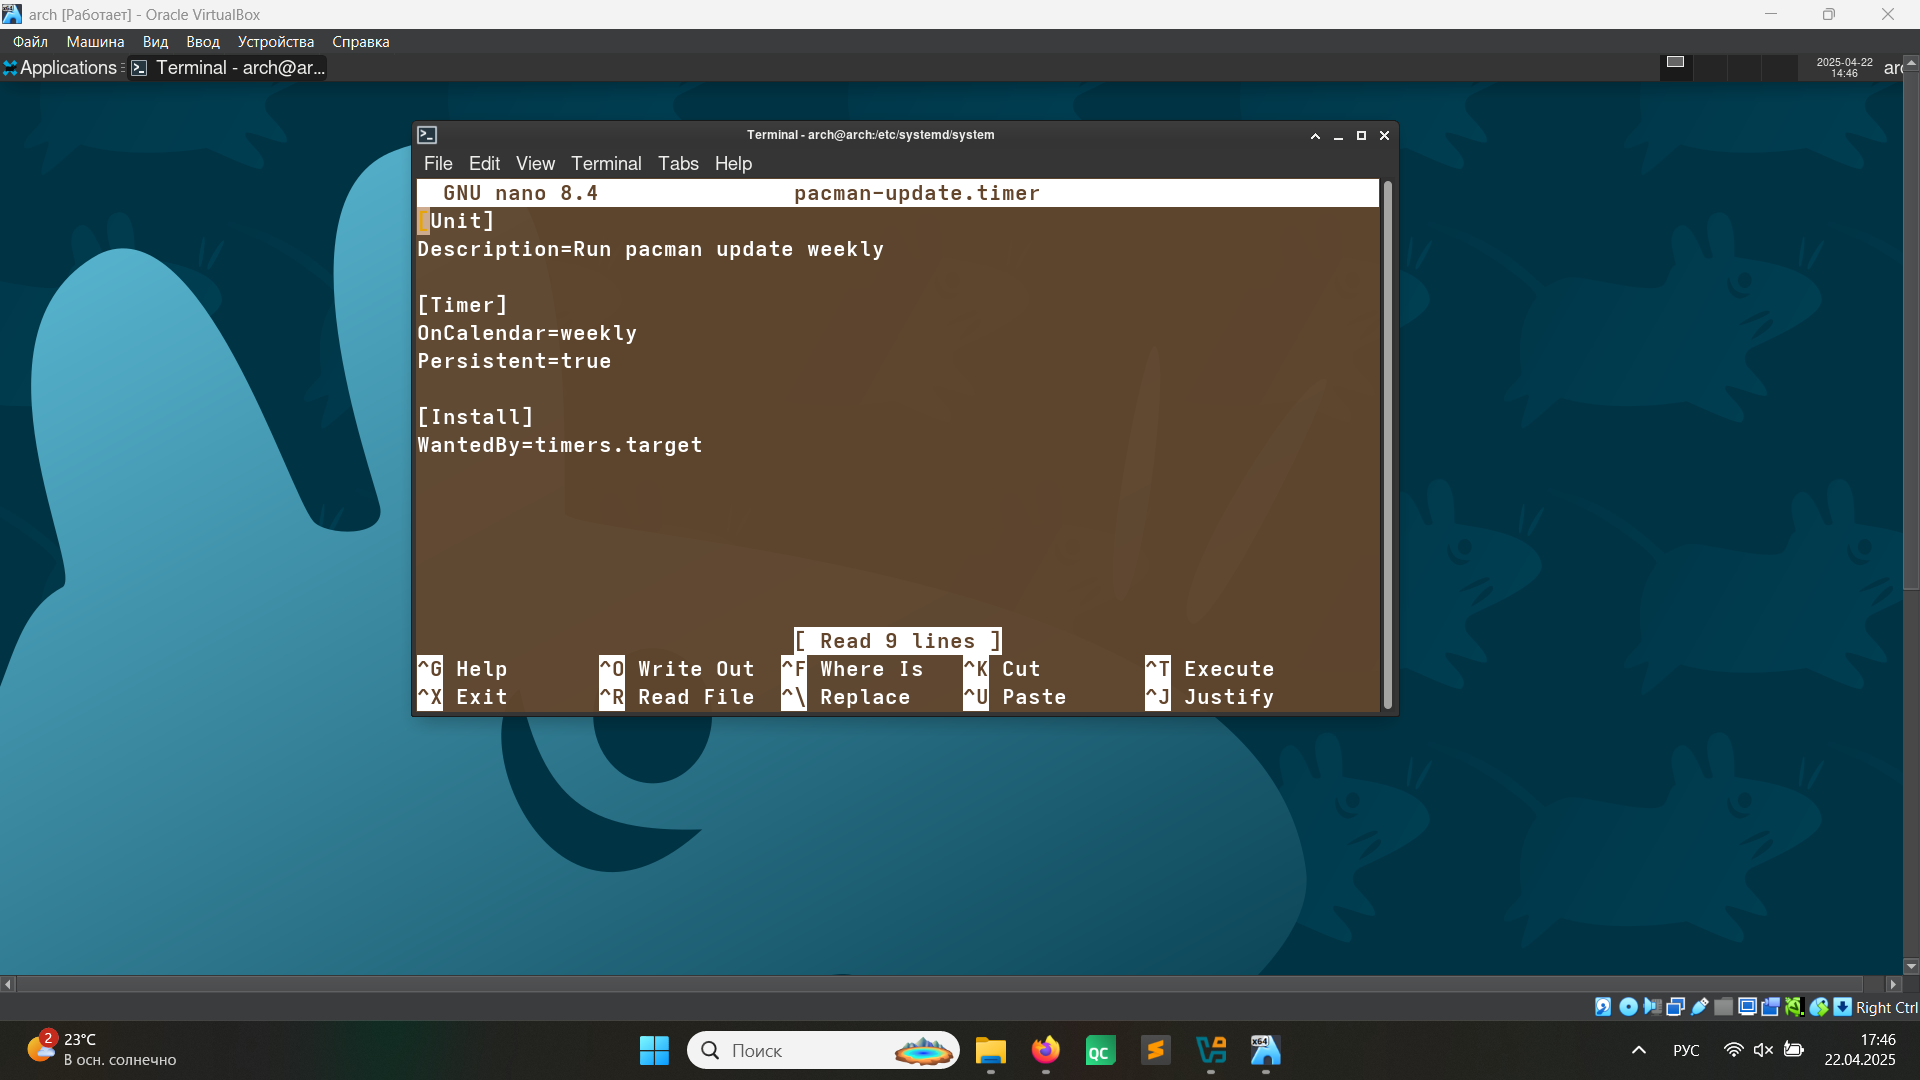 arch [Работает] - Oracle VirtualBox
Файл Машина Вид Ввод Устройства Справка
Applications Terminal - arch@ar... 2025-04-22 arc
14:46
Terminal - arch@arch:/etc/systemd/system
File Edit View Terminal Tabs Help
GNU nano 8.4 pacman-update.timer
[Unit]
Description=Run pacman update weekly
[Timer]
OnCalendar=weekly
Persistent=true
[Install]
WantedBy=timers.target
[ Read 9 lines ]
^G Help ^O Write Out ^F Where Is ^K Cut ^T Execute
^X Exit ^R Read File ^\ Replace ^U Paste ^J Justify
Right Ctrl
2 23°C
В осн. солнечно
Поиск
QC
x64
РУС
17:46
22.04.2025